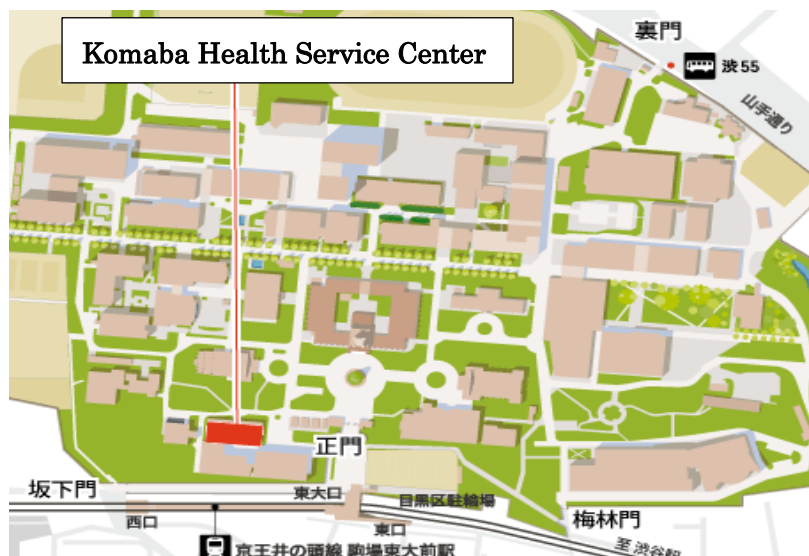 裏門
Komaba Health Service Center
渋55
山手通り
正門
坂下門
東大口
目黒区駐輪場
西口
東口
梅林門
京王井の頭線 駒場東大前駅
至 渋谷駅